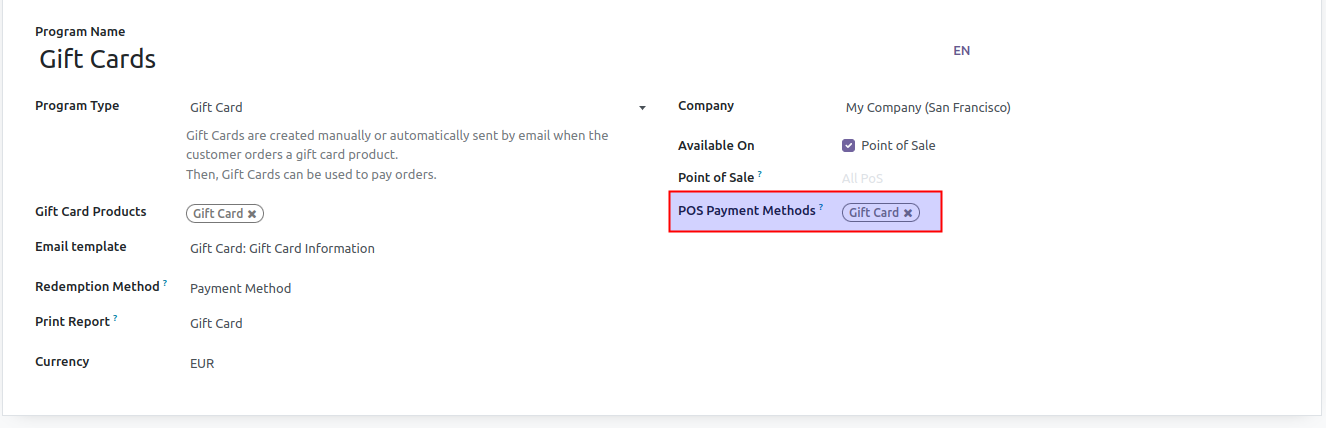 Program Name
Gift Cards
EN
Program Type
Gift Card
Gift Cards are created manually or automatically sent by email when the
customer orders a gift card product.
Then, Gift Cards can be used to pay orders.
Gift Card Products
Gift Card ✖
Email template
Gift Card: Gift Card Information
Redemption Method ?
Payment Method
Print Report ?
Gift Card
Currency
EUR
Company
My Company (San Francisco)
Available On
Point of Sale
Point of Sale ?
All PoS
POS Payment Methods ?
Gift Card ✖